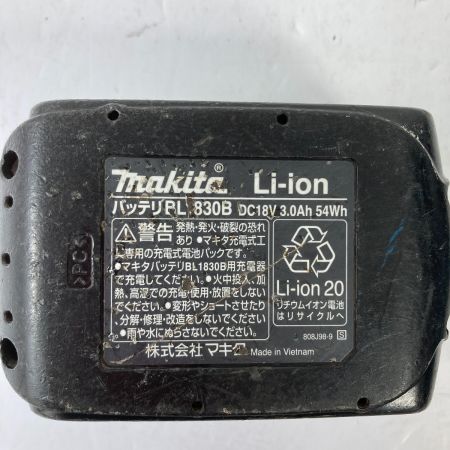 makita® Li-ion
バッテリBL1830B DC18V 3.0Ah 54Wh
警告 発熱・発火・破裂の恐れ
あり ●マキタ充電式工
具専用の充電式電池パックです。
●マキタバッテリBL1830B用充電器
で充電してください。●火中投入、加
熱、高温での充電・使用・放置をしない
でください。●変形やショートさせたり、
分解・修理・改造をしないでください。
●雨や水にぬらさないでください。
Li-ion 20
リチウムイオン電池
はリサイクルへ
808J98-9 S
株式会社 マキタ Made in Vietnam
>PC<